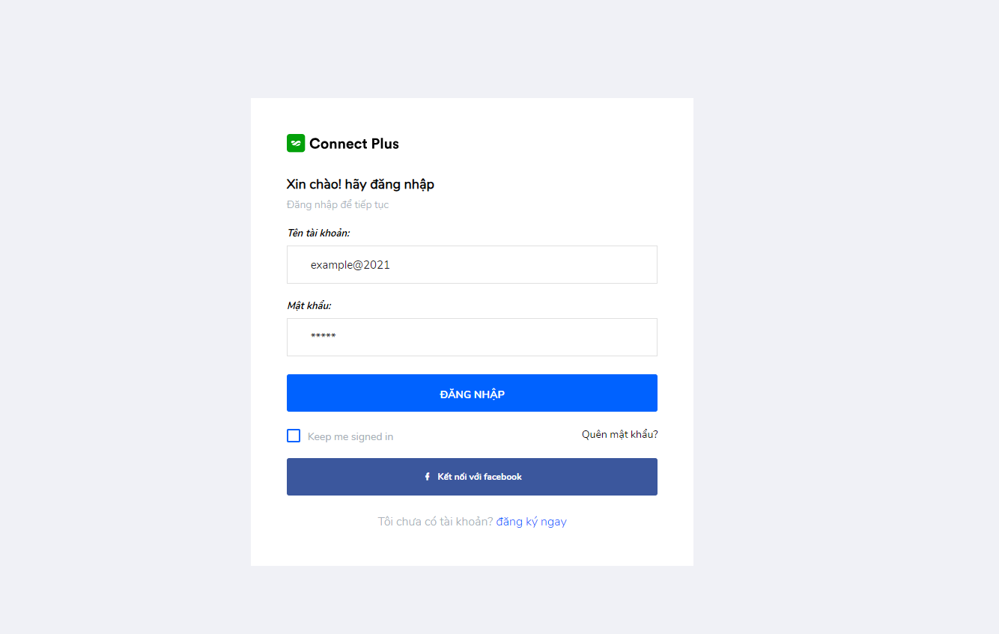 Connect Plus
Xin chào! hãy đăng nhập
Đăng nhập để tiếp tục
Tên tài khoản:
example@2021
Mật khẩu:
*****
ĐĂNG NHẬP
Keep me signed in
Quên mật khẩu?
Kết nối với facebook
Tôi chưa có tài khoản? đăng ký ngay